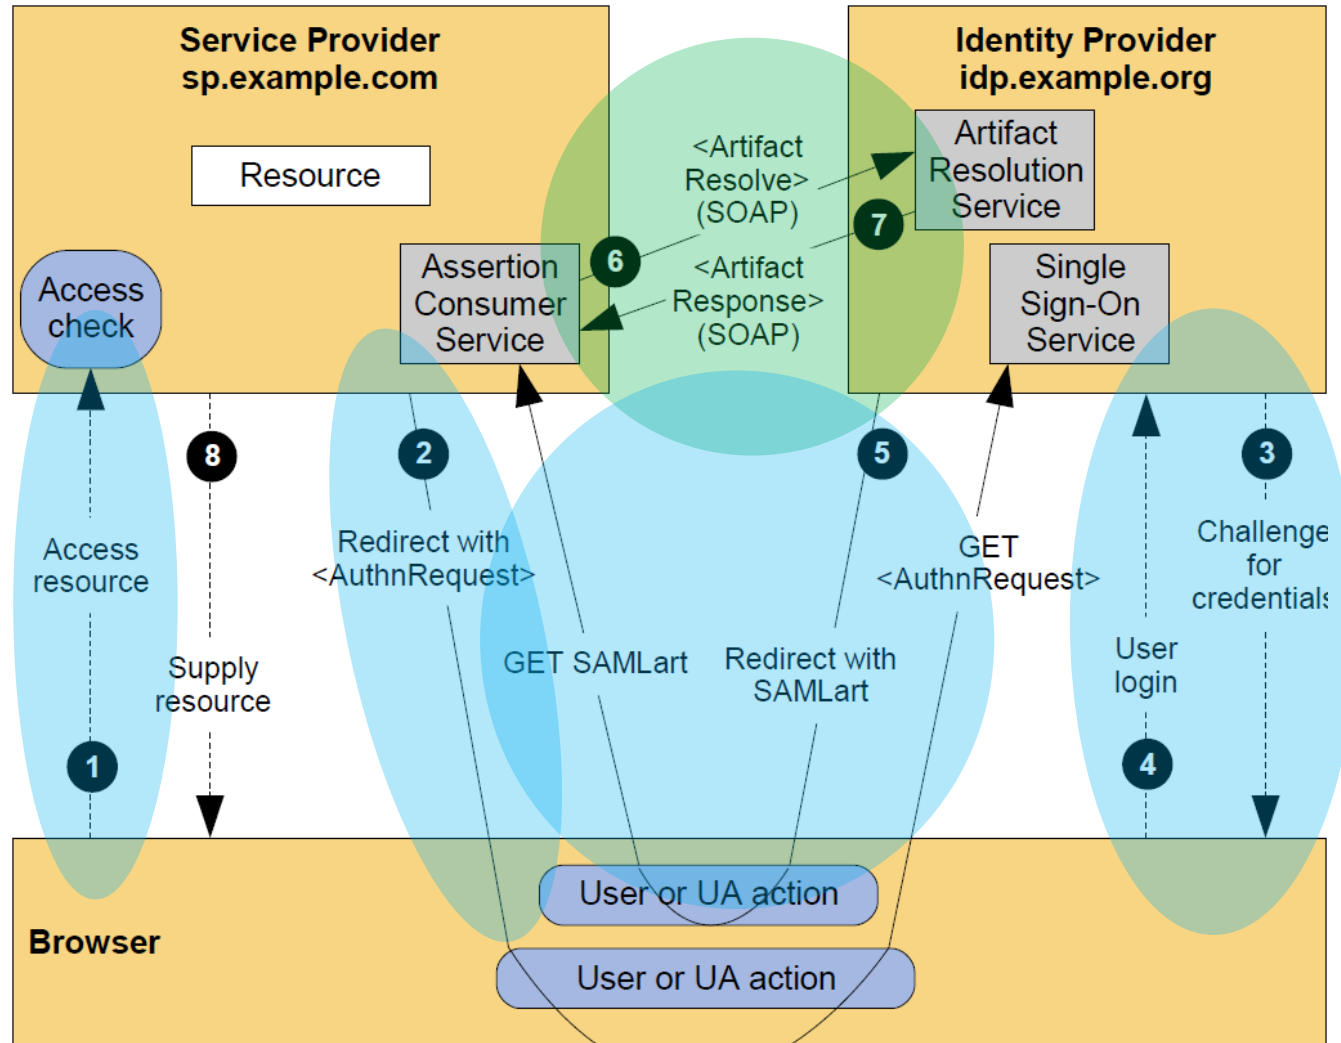 Service Provider
sp.example.com
Identity Provider
idp.example.org
Resource
<Artifact
Resolve>
(SOAP)
Artifact
Resolution
Service
7
6
Access
check
Assertion
Consumer
Service
<Artifact
Response>
(SOAP)
Single
Sign-On
Service
8
2
5
3
Access
resource
Redirect with
<AuthnRequest>
GET
<AuthnRequest>
Challenge
for
credentials
Supply
resource
GET SAMLart
Redirect with
SAMLart
User
login
1
4
User or UA action
Browser
User or UA action